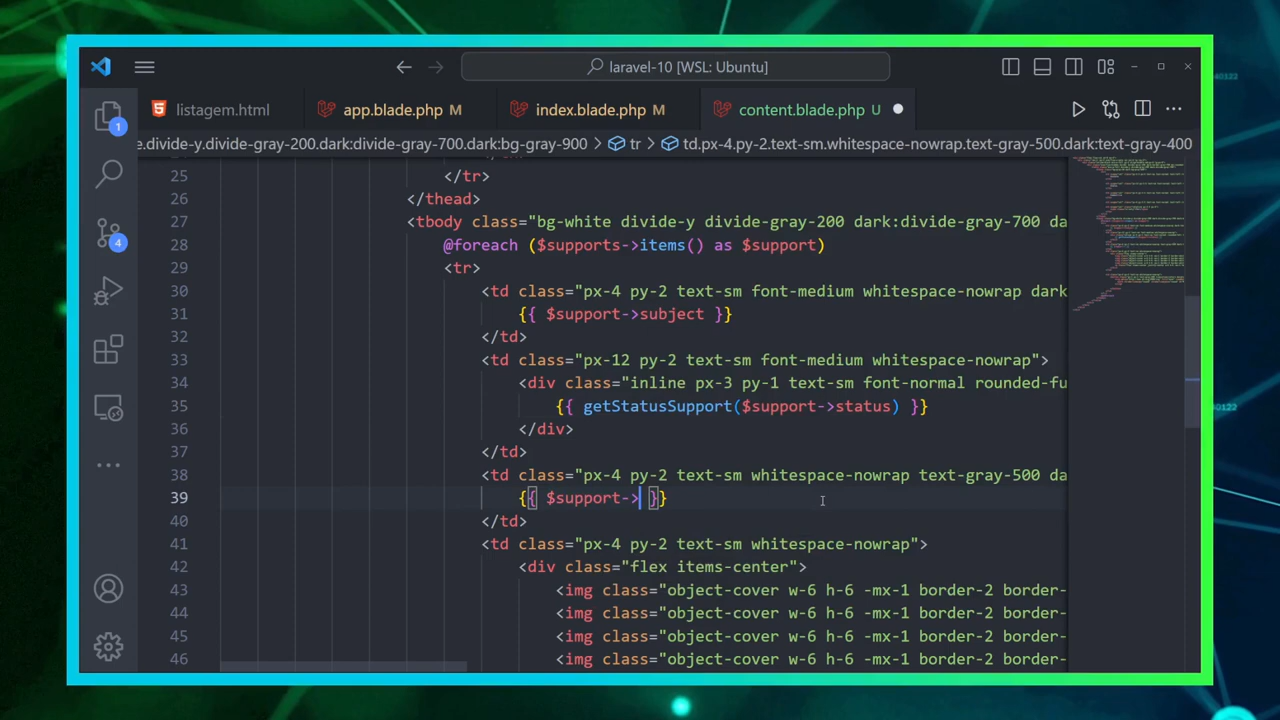 laravel-10 [WSL: Ubuntu]
listagem.html
app.blade.php M
index.blade.php M
content.blade.php U
e.divide-y.divide-gray-200.dark:divide-gray-700.dark:bg-gray-900 > tr > td.px-4.py-2.text-sm.whitespace-nowrap.text-gray-500.dark:text-gray-400
1
4
25 </tr>
26 </thead>
27 <tbody class="bg-white divide-y divide-gray-200 dark:divide-gray-700 da
28 @foreach ($supports->items() as $support)
29 <tr>
30 <td class="px-4 py-2 text-sm font-medium whitespace-nowrap dark
31 {{ $support->subject }}
32 </td>
33 <td class="px-12 py-2 text-sm font-medium whitespace-nowrap">
34 <div class="inline px-3 py-1 text-sm font-normal rounded-fu
35 {{ getStatusSupport($support->status) }}
36 </div>
37 </td>
38 <td class="px-4 py-2 text-sm whitespace-nowrap text-gray-500 da
39 {{ $support-> }}
40 </td>
41 <td class="px-4 py-2 text-sm whitespace-nowrap">
42 <div class="flex items-center">
43 <img class="object-cover w-6 h-6 -mx-1 border-2 border-
44 <img class="object-cover w-6 h-6 -mx-1 border-2 border-
45 <img class="object-cover w-6 h-6 -mx-1 border-2 border-
46 <img class="object-cover w-6 h-6 -mx-1 border-2 border-